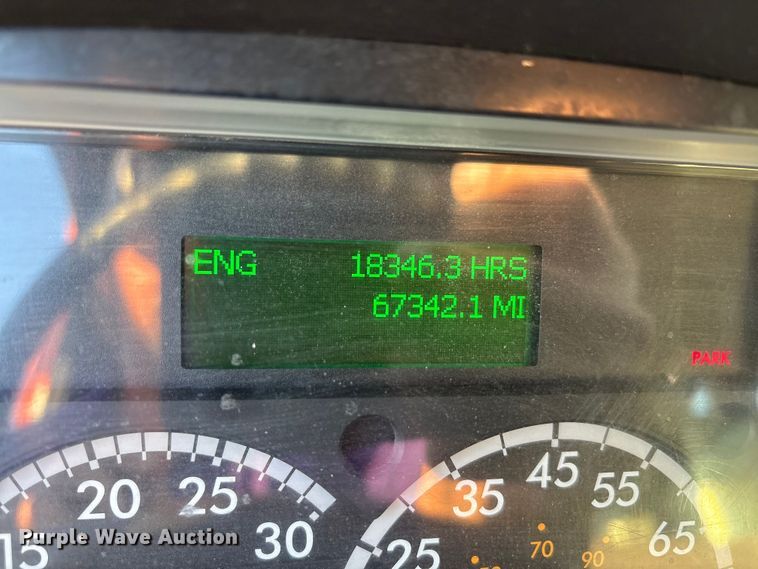 ENG 18346.3 HRS
67342.1 MI
PARK
15 20 25 30
25 35 45 55 65
70 90
Purple Wave Auction